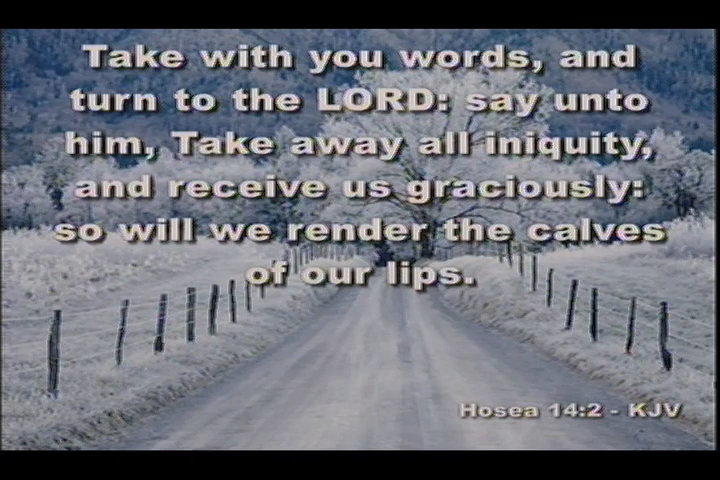 Take with you words, and
turn to the LORD: say unto
him, Take away all iniquity,
and receive us graciously:
so will we render the calves
of our lips.
Hosea 14:2 - KJV